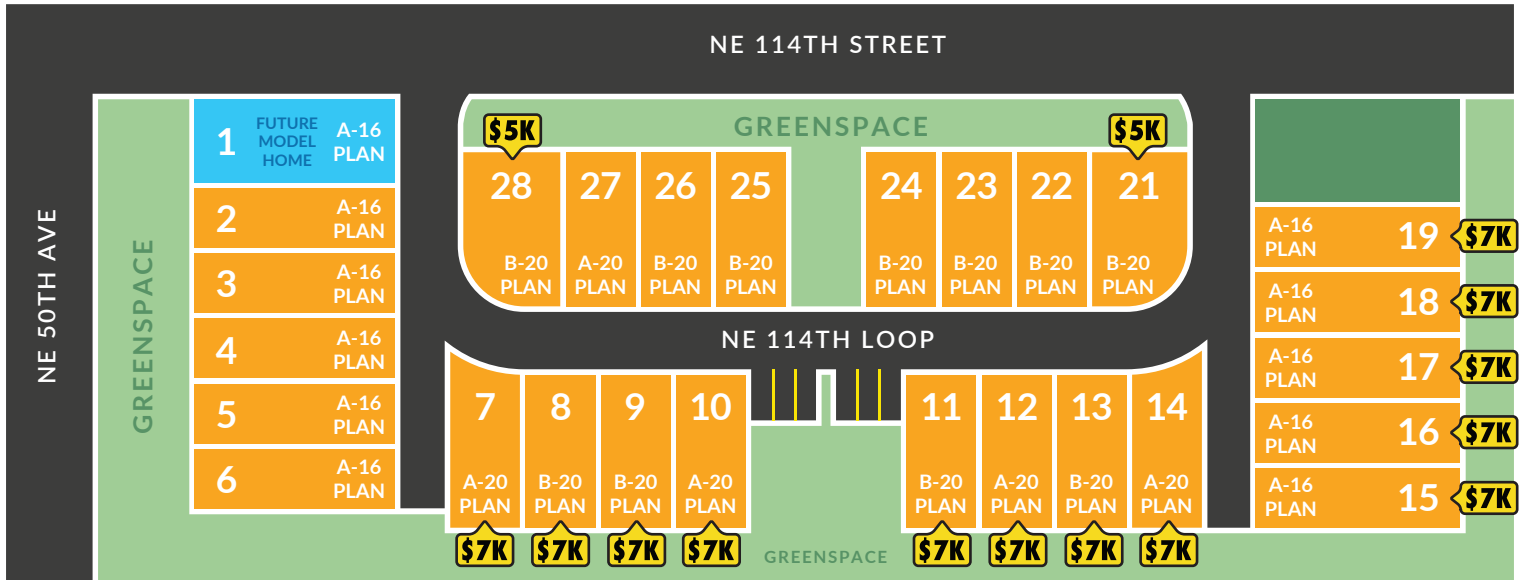 NE 114TH STREET
NE 50TH AVE
GREENSPACE
1
FUTURE
MODEL
HOME
A-16
PLAN
2
A-16
PLAN
3
A-16
PLAN
4
A-16
PLAN
5
A-16
PLAN
6
A-16
PLAN
GREENSPACE
$5K
$5K
28
B-20
PLAN
27
A-20
PLAN
26
B-20
PLAN
25
B-20
PLAN
24
B-20
PLAN
23
B-20
PLAN
22
B-20
PLAN
21
B-20
PLAN
NE 114TH LOOP
7
A-20
PLAN
$7K
8
B-20
PLAN
$7K
9
B-20
PLAN
$7K
10
A-20
PLAN
$7K
GREENSPACE
11
B-20
PLAN
$7K
12
A-20
PLAN
$7K
13
B-20
PLAN
$7K
14
A-20
PLAN
$7K
A-16
PLAN
19
$7K
A-16
PLAN
18
$7K
A-16
PLAN
17
$7K
A-16
PLAN
16
$7K
A-16
PLAN
15
$7K